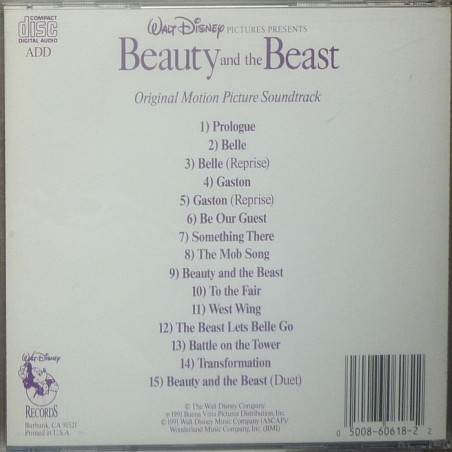 COMPACT
disc
DIGITAL AUDIO
ADD
WALT DISNEY PICTURES PRESENTS
Beauty and the Beast
Original Motion Picture Soundtrack
1) Prologue
2) Belle
3) Belle (Reprise)
4) Gaston
5) Gaston (Reprise)
6) Be Our Guest
7) Something There
8) The Mob Song
9) Beauty and the Beast
10) To the Fair
11) West Wing
12) The Beast Lets Belle Go
13) Battle on the Tower
14) Transformation
15) Beauty and the Beast (Duet)
WALT DISNEY
RECORDS
Burbank, CA 91521
Printed in U.S.A.
© The Walt Disney Company
℗ 1991 Buena Vista Pictures Distribution, Inc.
© 1991 Walt Disney Music Company (ASCAP)/
Wonderland Music Company, Inc. (BMI)
0 5008-60618-2 2